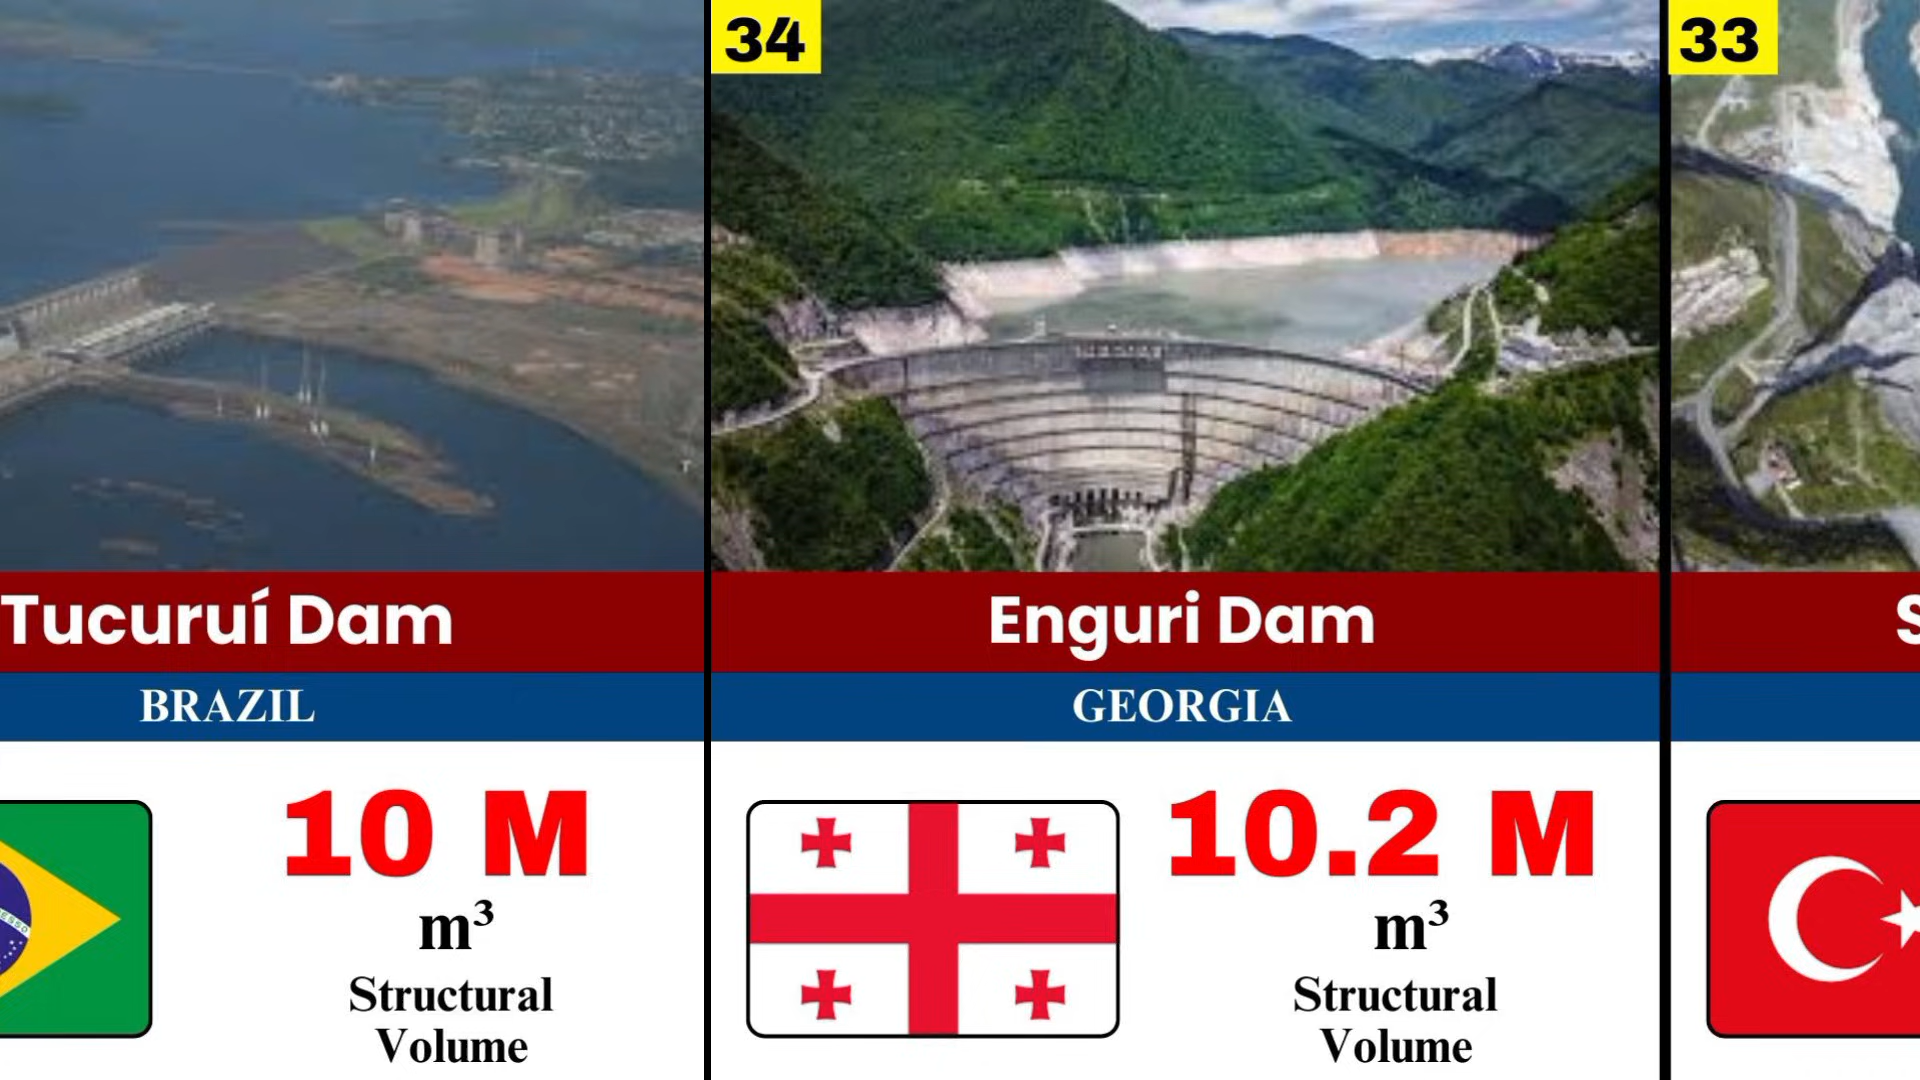 Tucuruí Dam
BRAZIL
10 M
m³
Structural
Volume
34
Enguri Dam
GEORGIA
10.2 M
m³
Structural
Volume
33
S